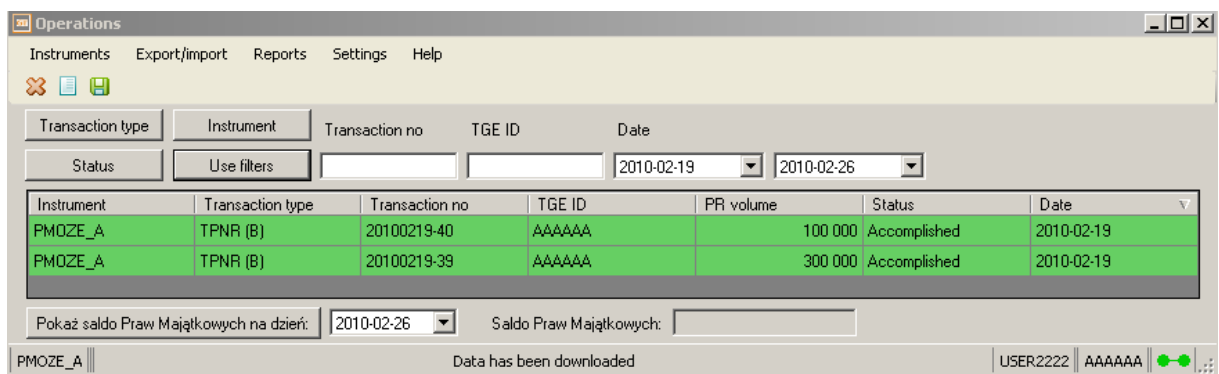 Operations
Instruments Export/import Reports Settings Help
Transaction type Instrument Transaction no TGE ID Date
Status Use filters 2010-02-19 2010-02-26
Instrument Transaction type Transaction no TGE ID PR volume Status Date
PMOZE_A TPNR (B) 20100219-40 AAAAAA 100 000 Accomplished 2010-02-19
PMOZE_A TPNR (B) 20100219-39 AAAAAA 300 000 Accomplished 2010-02-19
Pokaż saldo Praw Majątkowych na dzień: 2010-02-26 Saldo Praw Majątkowych:
PMOZE_A Data has been downloaded USER2222 AAAAAA